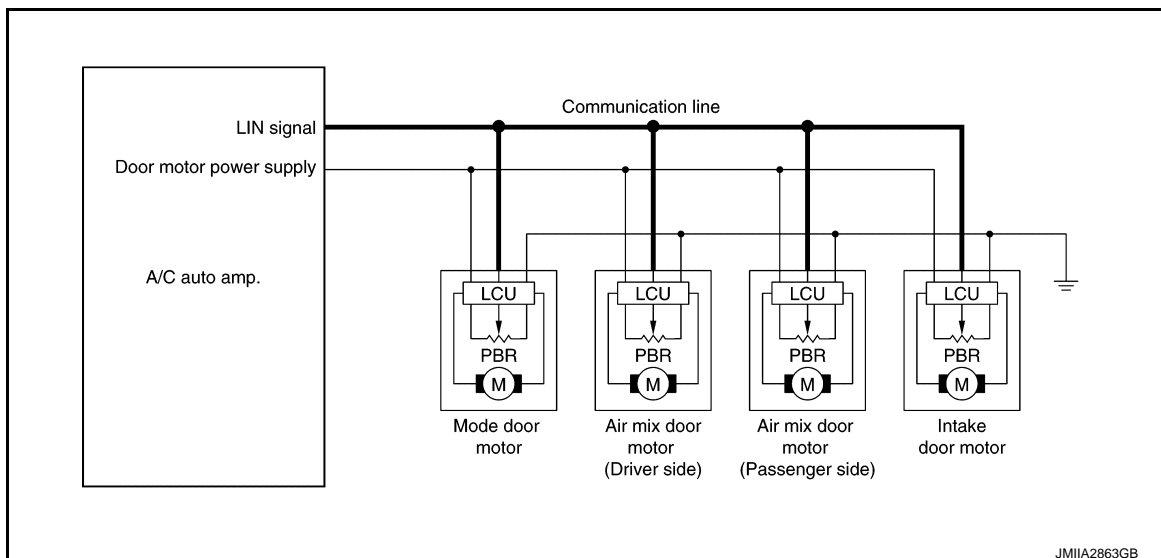 Communication line
LIN signal
Door motor power supply
A/C auto amp.
LCU
LCU
LCU
LCU
PBR
PBR
PBR
PBR
M
M
M
M
Mode door
motor
Air mix door
motor
(Driver side)
Air mix door
motor
(Passenger side)
Intake
door motor
JMIIA2863GB